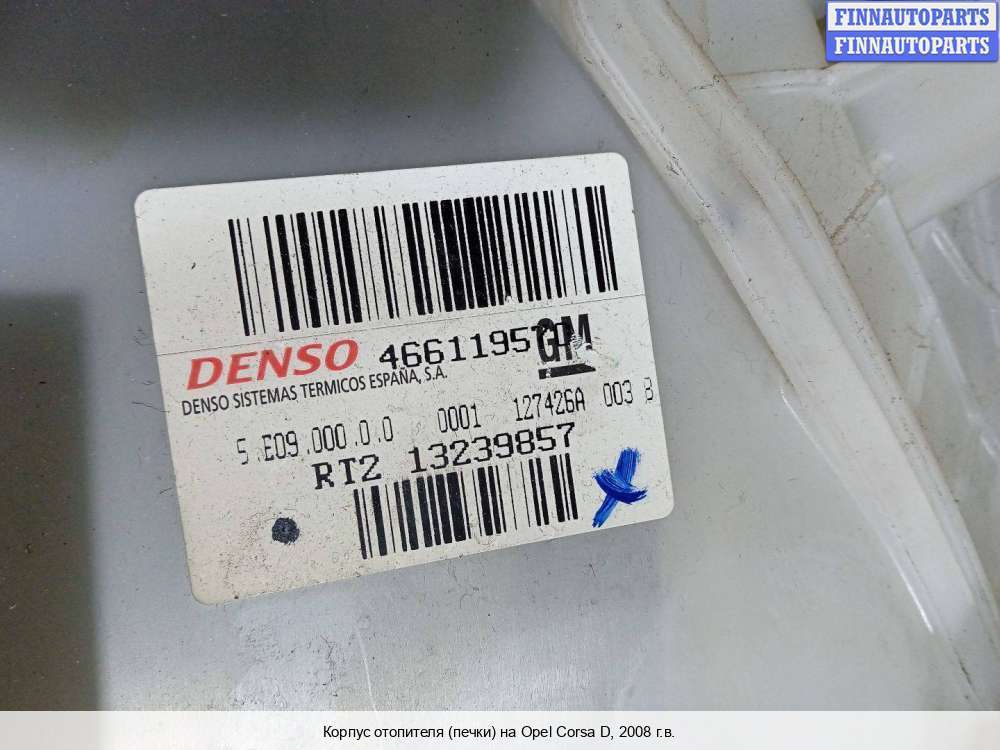 FINNAUTOPARTS
FINNAUTOPARTS
DENSO GM
DENSO SISTEMAS TERMICOS ESPAÑA, S.A.
5.E09.000.0.0 0001 127426A 003 B
RT2 13239857
Корпус отопителя (печки) на Opel Corsa D, 2008 г.в.